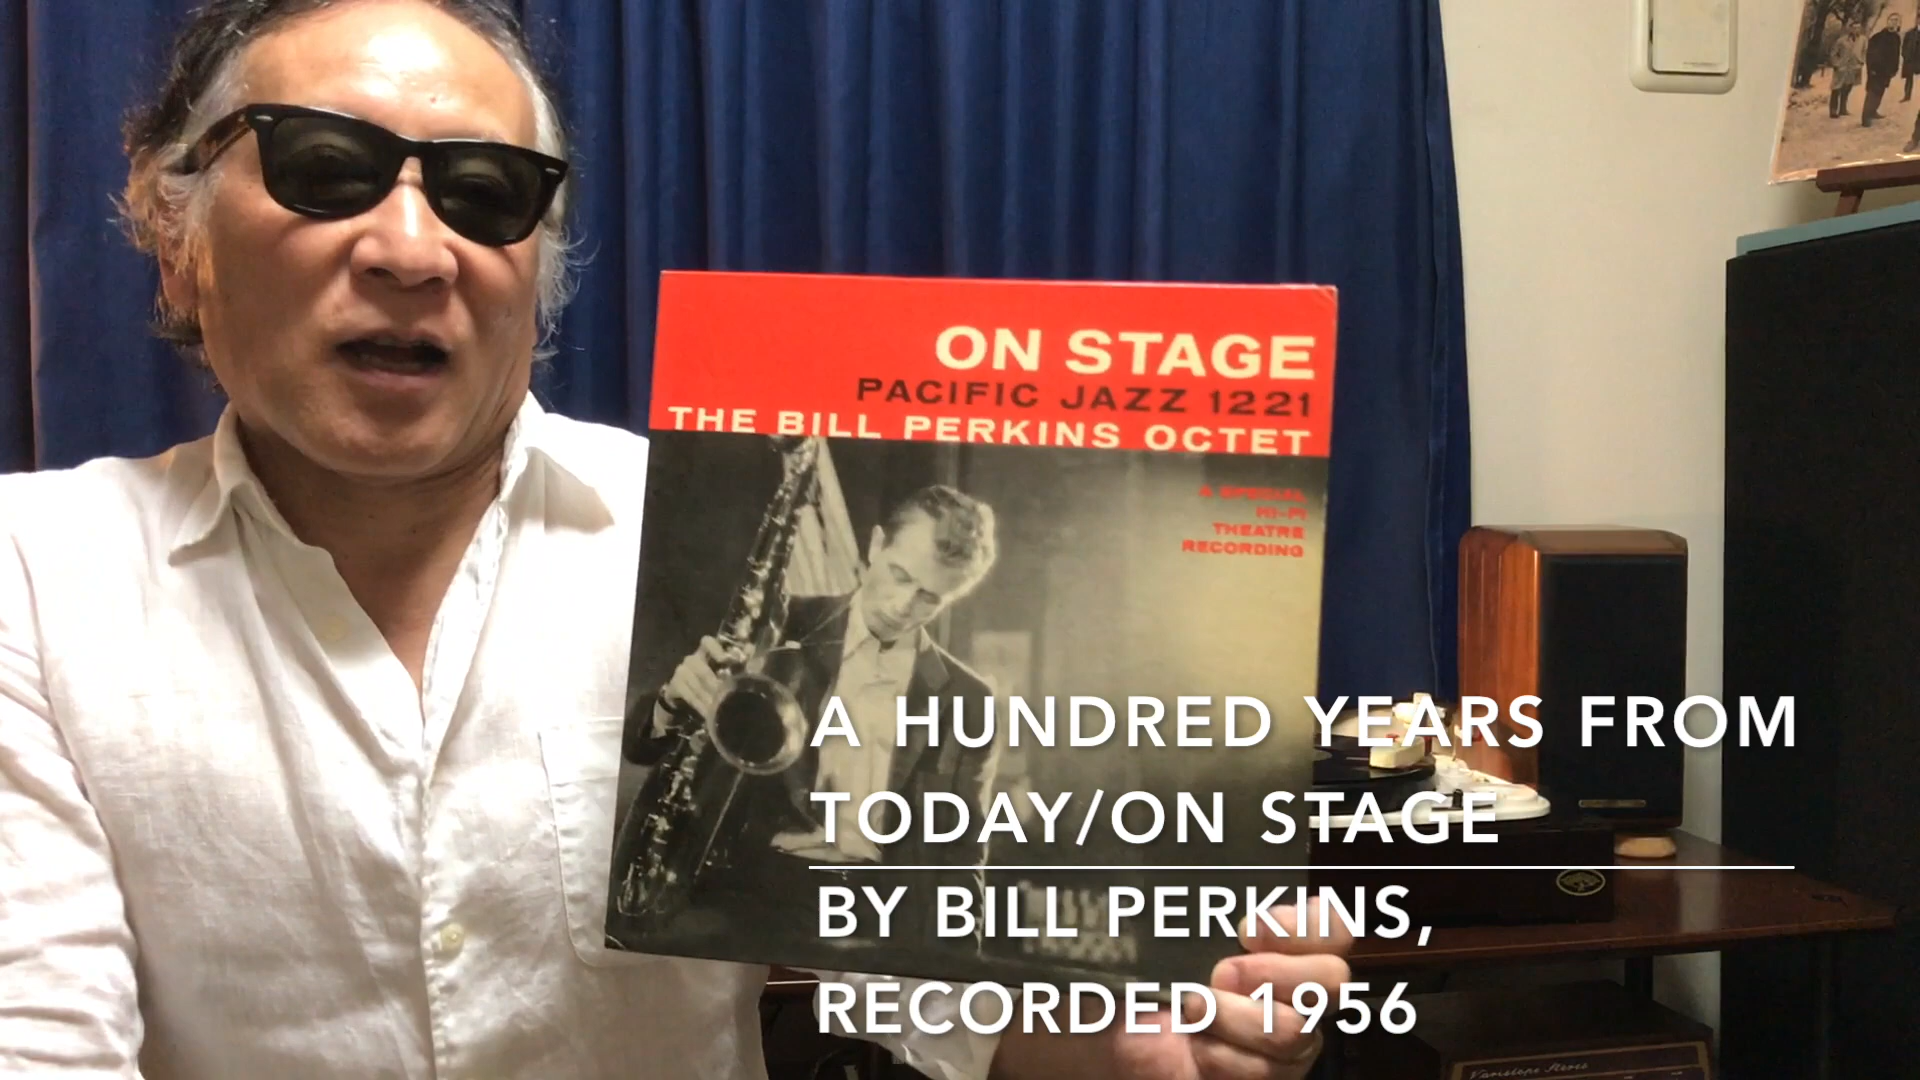 ON STAGE
PACIFIC JAZZ 1221
THE BILL PERKINS OCTET
A SPECIAL
HI-FI
THEATRE
RECORDING
A HUNDRED YEARS FROM
TODAY/ON STAGE
BY BILL PERKINS,
RECORDED 1956
Stereo